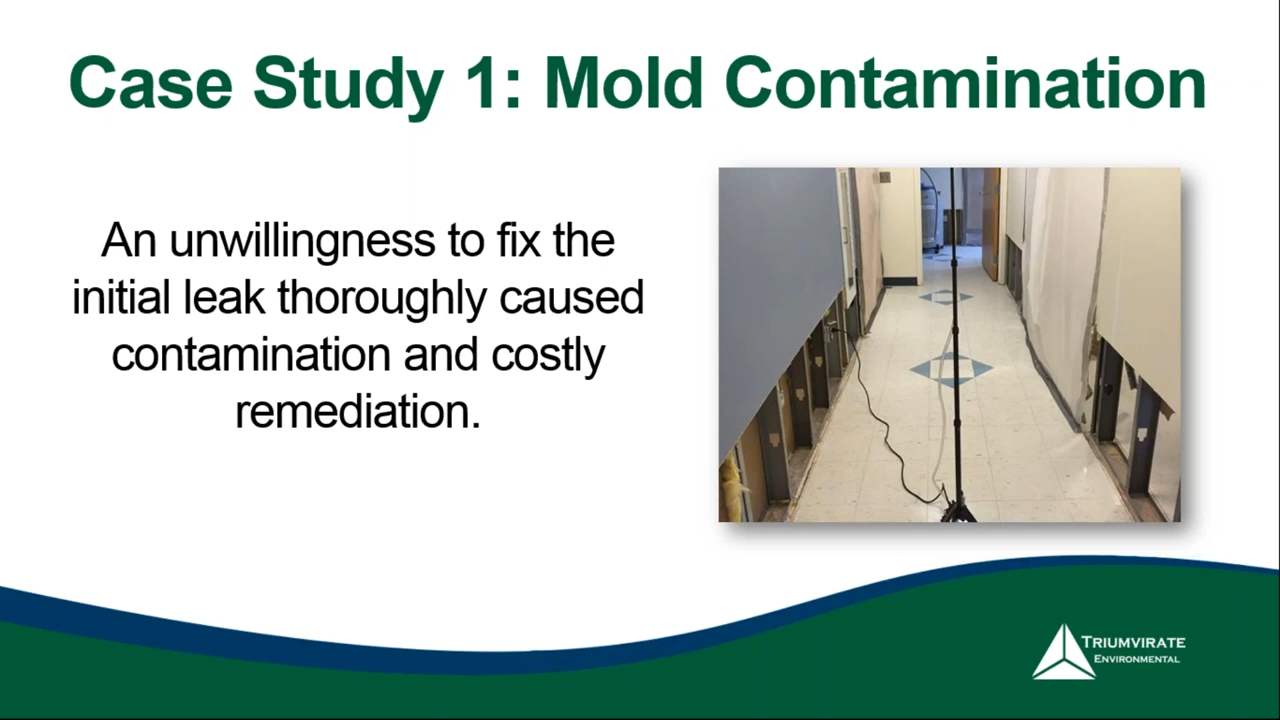 Case Study 1: Mold Contamination
An unwillingness to fix the
initial leak thoroughly caused
contamination and costly
remediation.
TRIUMVIRATE
ENVIRONMENTAL